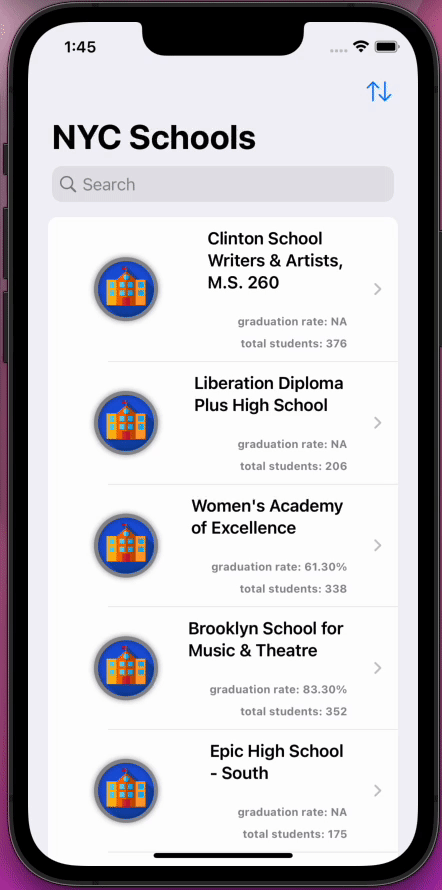 1:45
NYC Schools
Search
Clinton School
Writers & Artists,
M.S. 260
graduation rate: NA
total students: 376
Liberation Diploma
Plus High School
graduation rate: NA
total students: 206
Women's Academy
of Excellence
graduation rate: 61.30%
total students: 338
Brooklyn School for
Music & Theatre
graduation rate: 83.30%
total students: 352
Epic High School
- South
graduation rate: NA
total students: 175